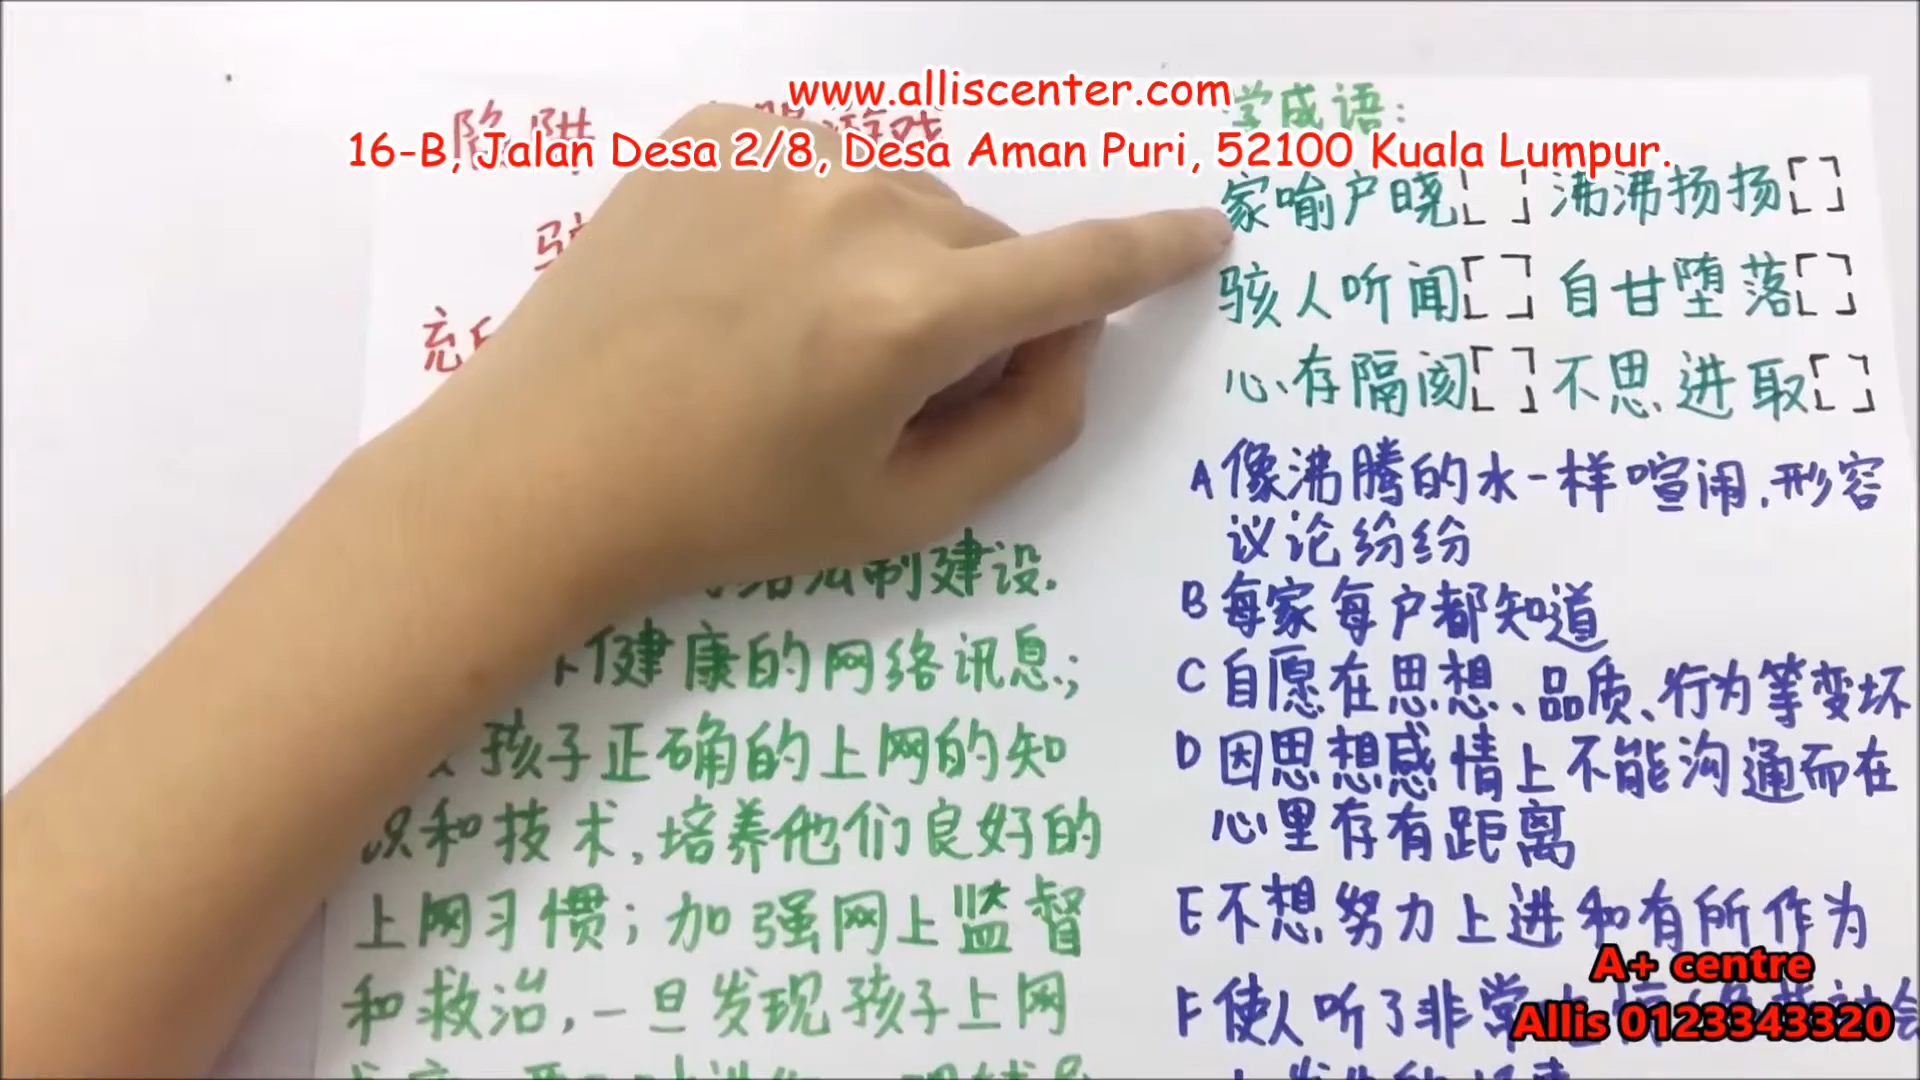 www.alliscenter.com
16-B, Jalan Desa 2/8, Desa Aman Puri, 52100 Kuala Lumpur.
陷阱 游戏
充
建设.
健康的网络讯息;
孩子正确的上网的知
识和技术,培养他们良好的
上网习惯;加强网上监督
和救治,一旦发现孩子上网
学成语:
家喻户晓[ ] 沸沸扬扬[ ]
骇人听闻[ ] 自甘堕落[ ]
心存隔阂[ ] 不思进取[ ]
A 像沸腾的水一样喧闹,形容
议论纷纷
B 每家每户都知道
C 自愿在思想、品质、行为等变坏
D 因思想感情上不能沟通而在
心里存有距离
E 不想努力上进和有所作为
F 使人听了非常
A+ centre
Allis 0123343320